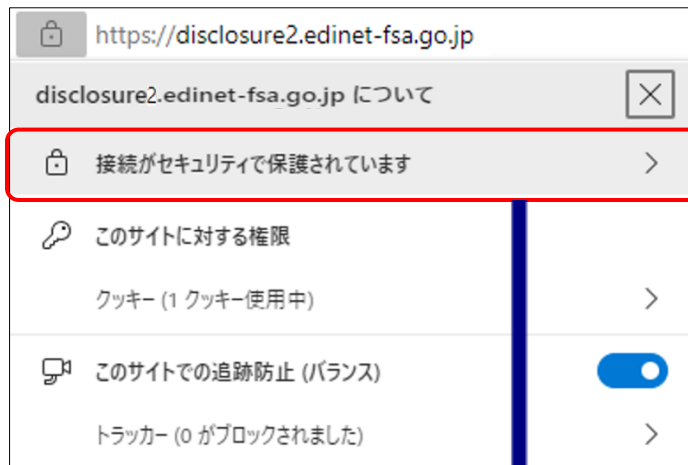 https://disclosure2.edinet-fsa.go.jp
disclosure2.edinet-fsa.go.jp について
接続がセキュリティで保護されています
このサイトに対する権限
クッキー (1 クッキー使用中)
このサイトでの追跡防止 (バランス)
トラッカー (0 がブロックされました)